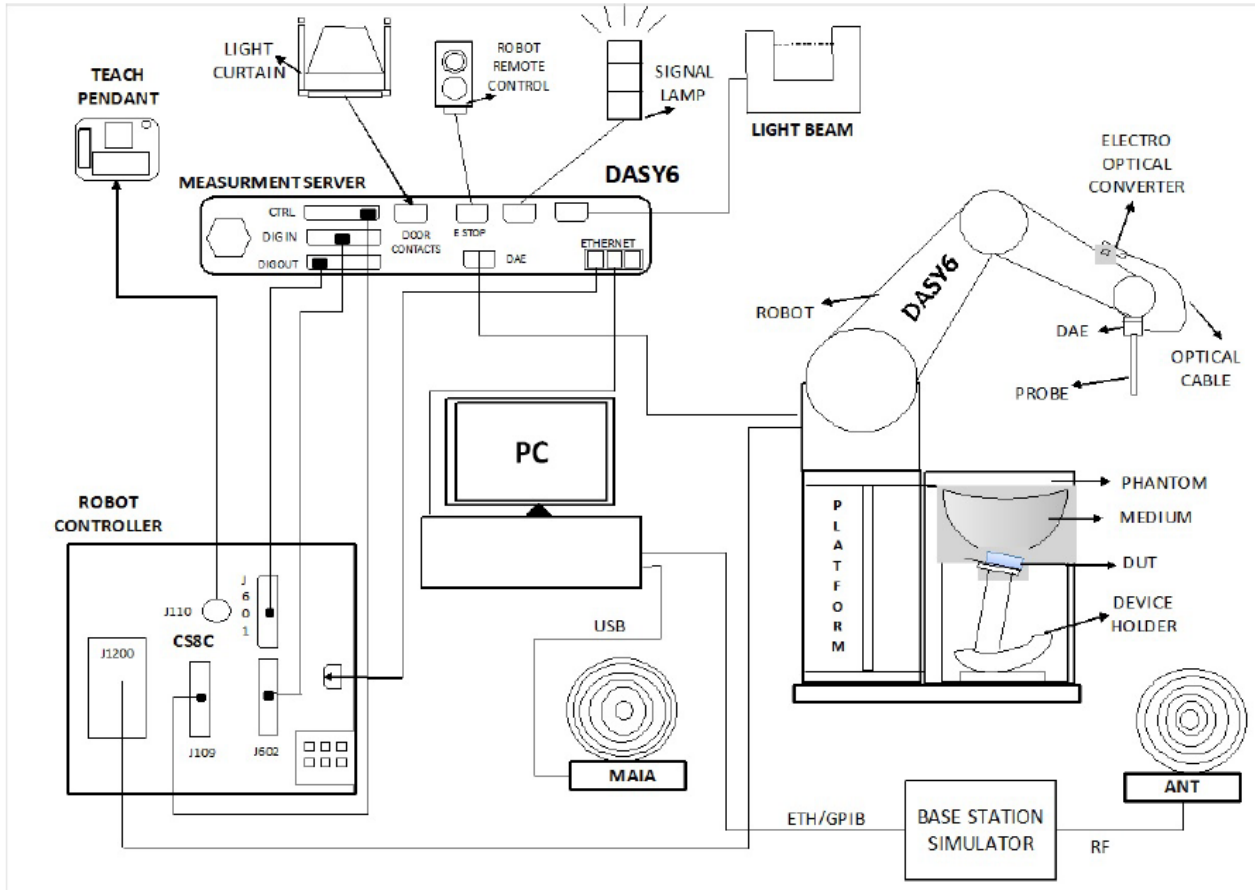 LIGHT
CURTAIN
ROBOT
REMOTE
CONTROL
SIGNAL
LAMP
LIGHT BEAM
TEACH
PENDANT
ELECTRO
OPTICAL
CONVERTER
MEASURMENT SERVER
DASY6
CTRL
DIG IN
DIGOUT
DOOR
CONTACTS
E STOP
DAE
ETHERNET
ROBOT
DASY6
DAE
OPTICAL
CABLE
PROBE
PC
PHANTOM
MEDIUM
DUT
DEVICE
HOLDER
PLATFORM
ROBOT
CONTROLLER
J110
J601
CS8C
J1200
J109
J602
USB
MAIA
ANT
ETH/GPIB
BASE STATION
SIMULATOR
RF